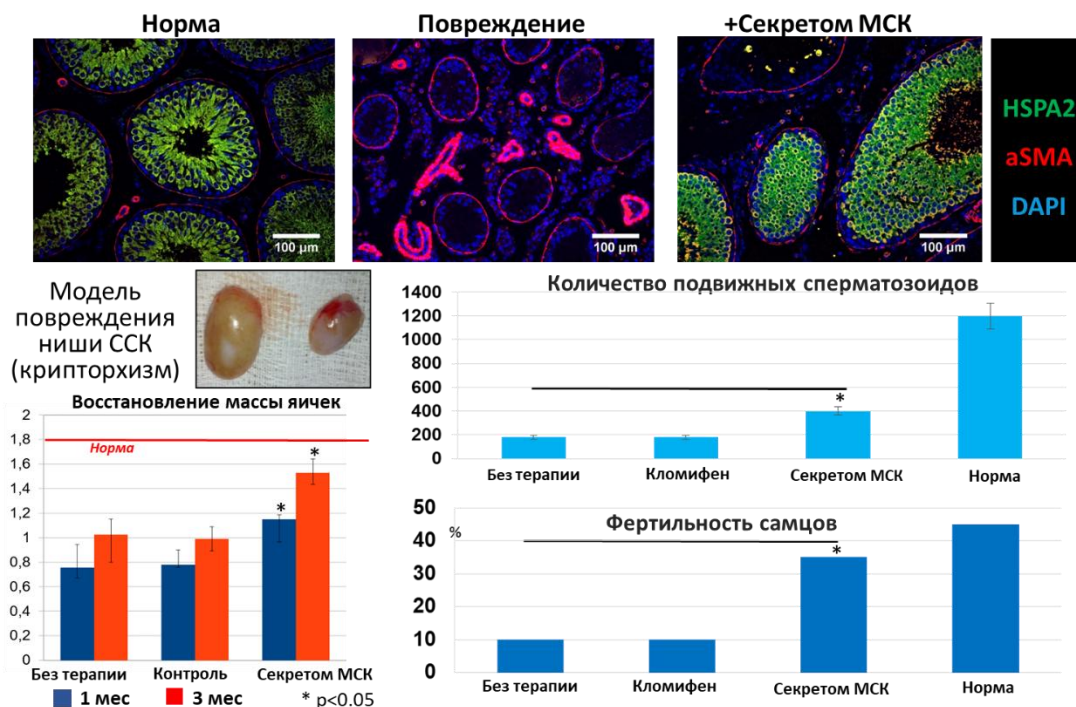 Норма
Повреждение
+Секретом МСК
100 µm
100 µm
100 µm
HSPA2
aSMA
DAPI
Модель
повреждения
ниши ССК
(крипторхизм)
Восстановление массы яичек
2
1,8
1,6
1,4
1,2
1
0,8
0,6
0,4
0,2
0
Норма
*
*
Без терапии
Контроль
Секретом МСК
1 мес
3 мес
* p<0.05
Количество подвижных сперматозоидов
1400
1200
1000
800
600
400
200
0
*
Без терапии
Кломифен
Секретом МСК
Норма
Фертильность самцов
%
50
40
30
20
10
0
*
Без терапии
Кломифен
Секретом МСК
Норма